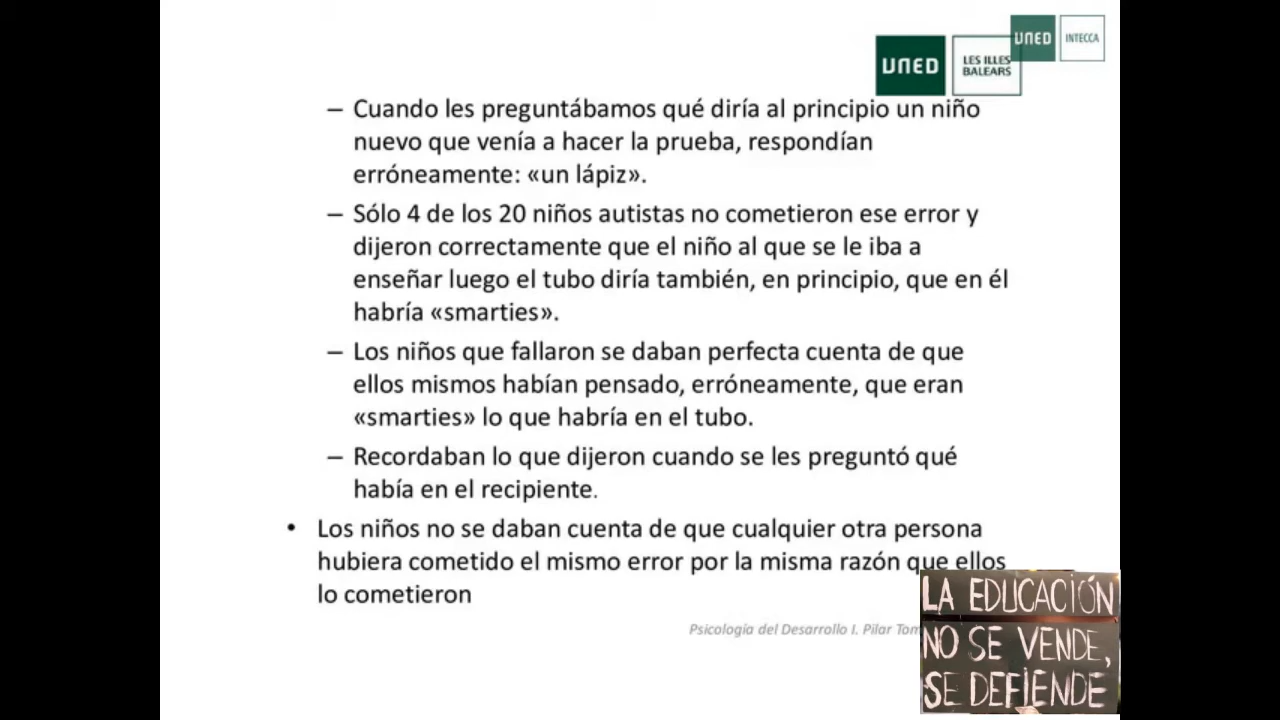 UNED
INTECCA
UNED
LES ILLES
BALEARS
– Cuando les preguntábamos qué diría al principio un niño
nuevo que venía a hacer la prueba, respondían
erróneamente: «un lápiz».
– Sólo 4 de los 20 niños autistas no cometieron ese error y
dijeron correctamente que el niño al que se le iba a
enseñar luego el tubo diría también, en principio, que en él
habría «smarties».
– Los niños que fallaron se daban perfecta cuenta de que
ellos mismos habían pensado, erróneamente, que eran
«smarties» lo que habría en el tubo.
– Recordaban lo que dijeron cuando se les preguntó qué
había en el recipiente.
• Los niños no se daban cuenta de que cualquier otra persona
hubiera cometido el mismo error por la misma razón que ellos
lo cometieron
Psicología del Desarrollo I. Pilar
LA EDUCACIÓN
NO SE VENDE,
SE DEFIENDE